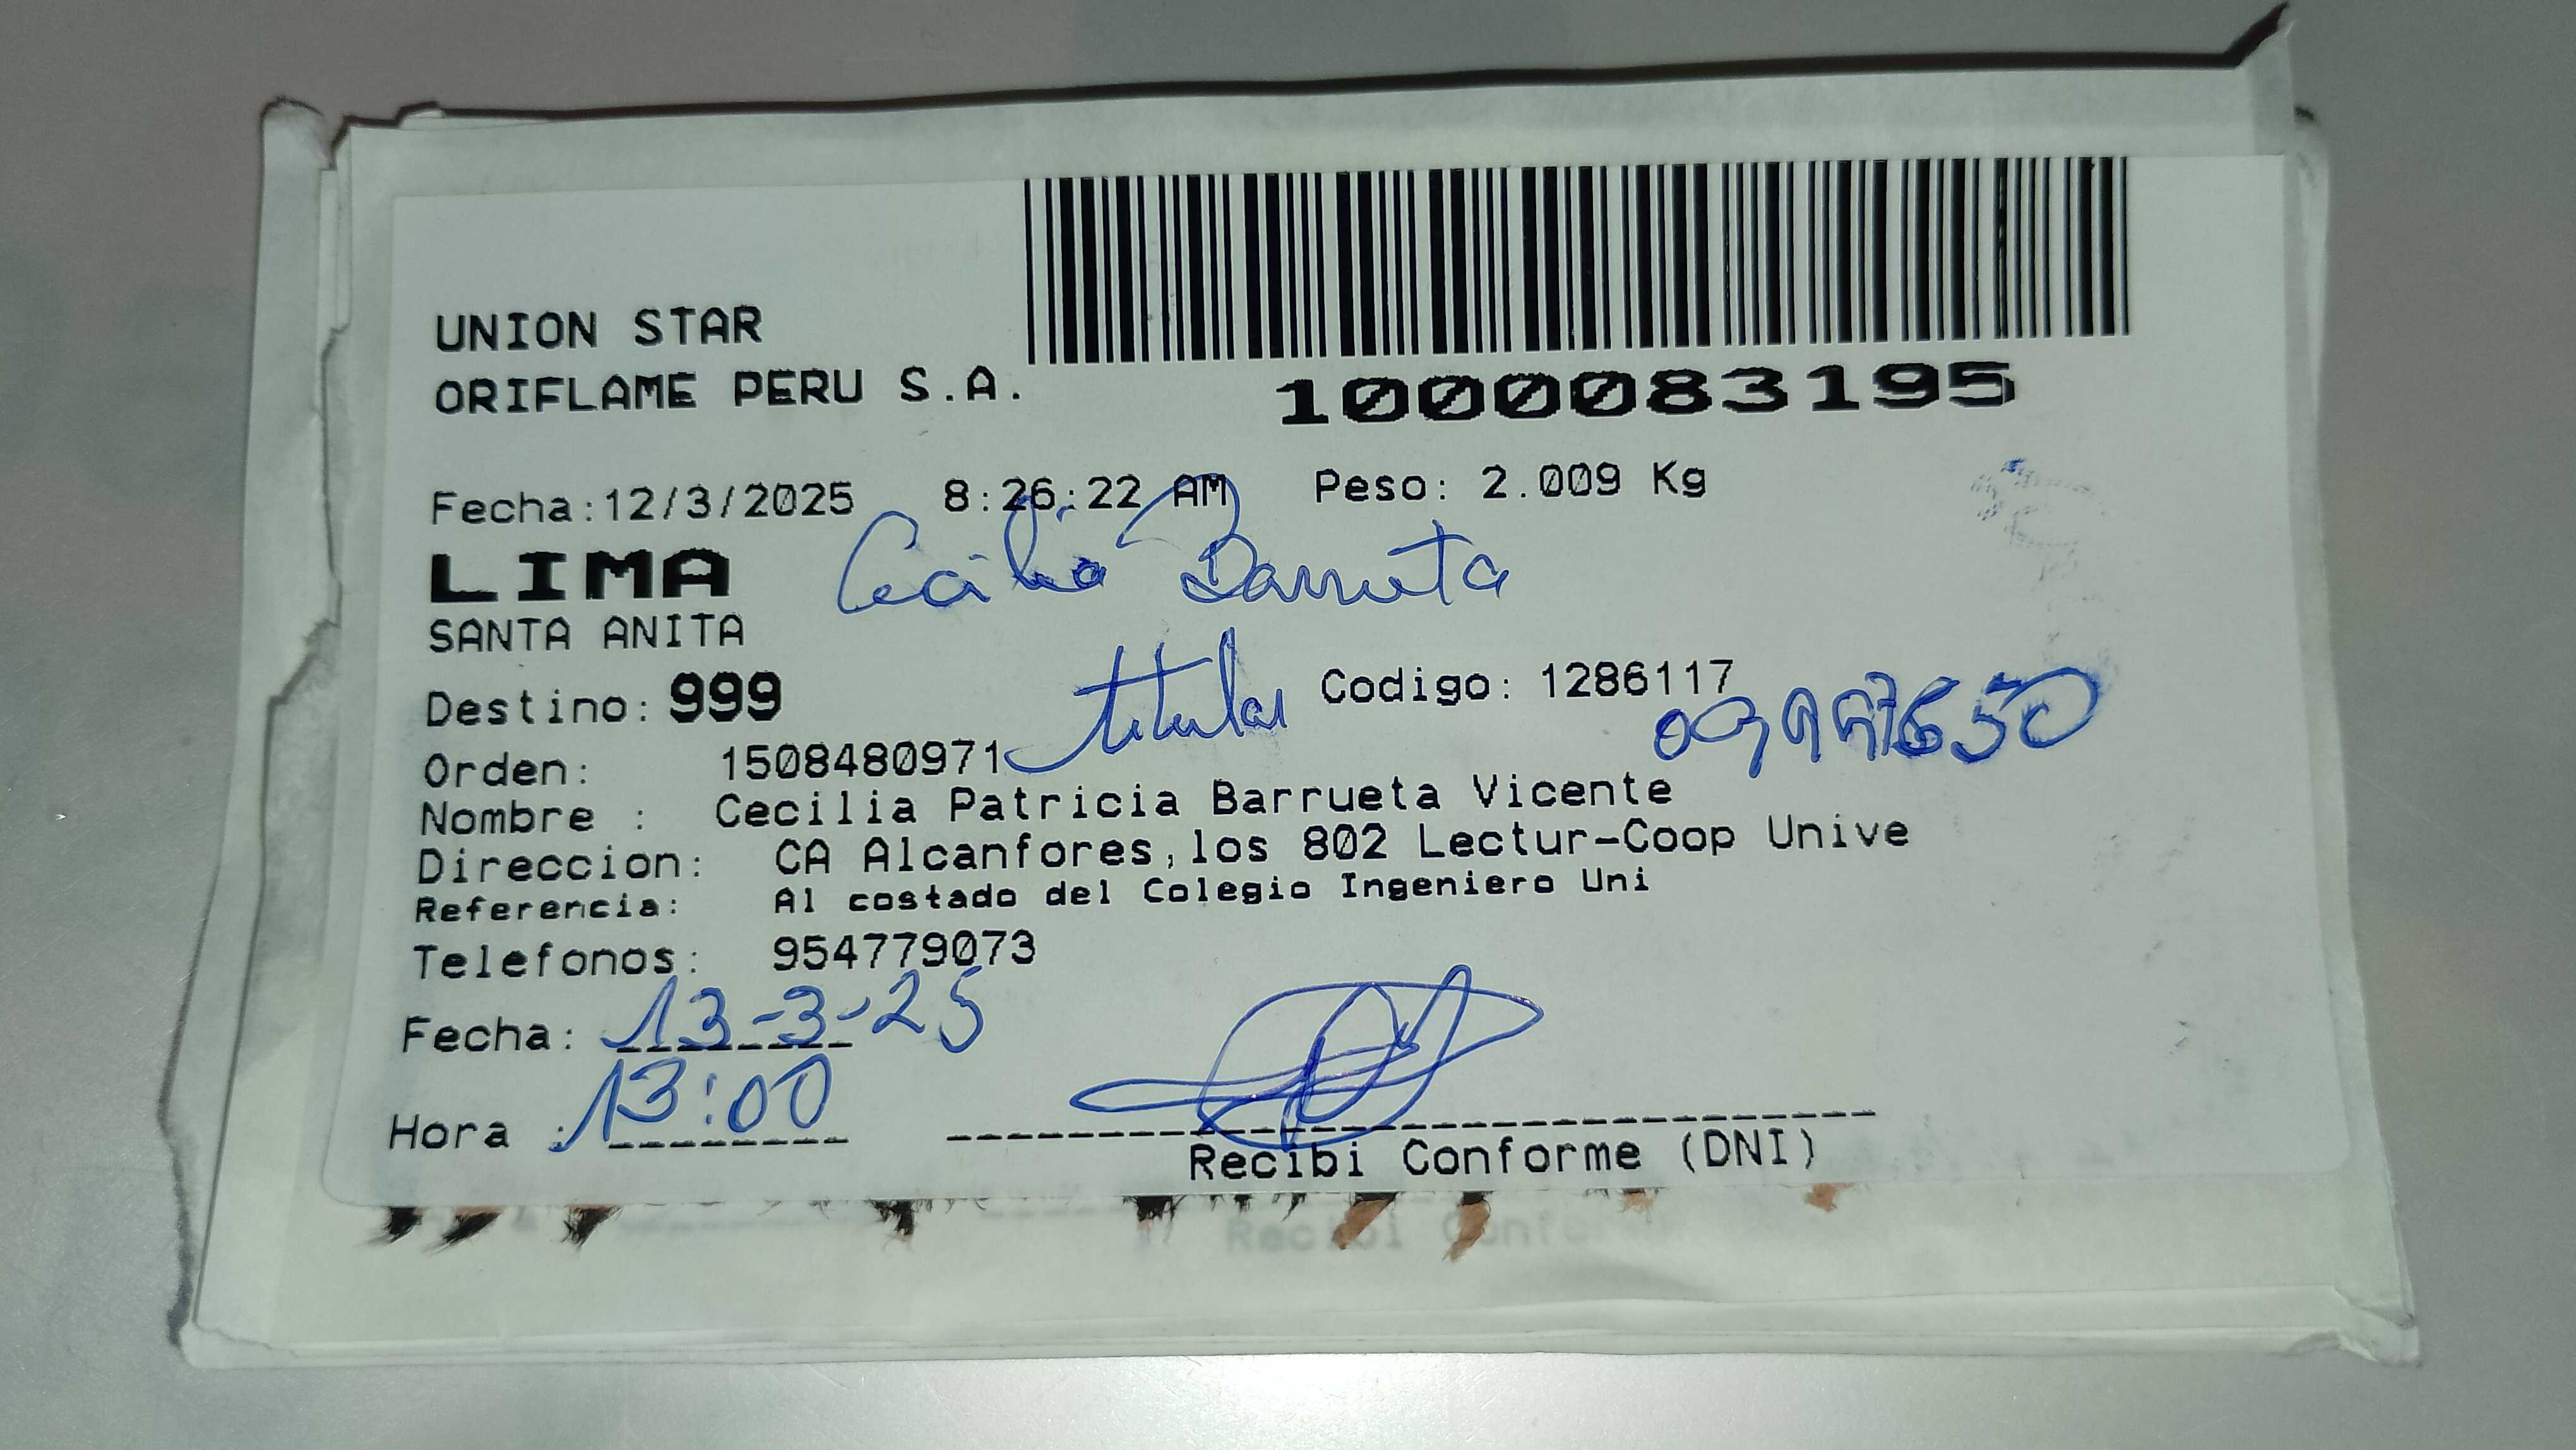 UNION STAR
ORIFLAME PERU S.A.
1000083195
Fecha:12/3/2025 8:26:22 AM Peso: 2.009 Kg
LIMA
Cecilia Barrueta
SANTA ANITA
titular
Codigo: 1286117
Destino: 999
Orden: 1508480971
Nombre : Cecilia Patricia Barrueta Vicente
Direccion: CA Alcanfores,los 802 Lectur-Coop Unive
Referencia: Al costado del Colegio Ingeniero Uni
Telefonos: 954779073
Fecha: 13-3-25
Hora : 13:00
Recibi Conforme (DNI)